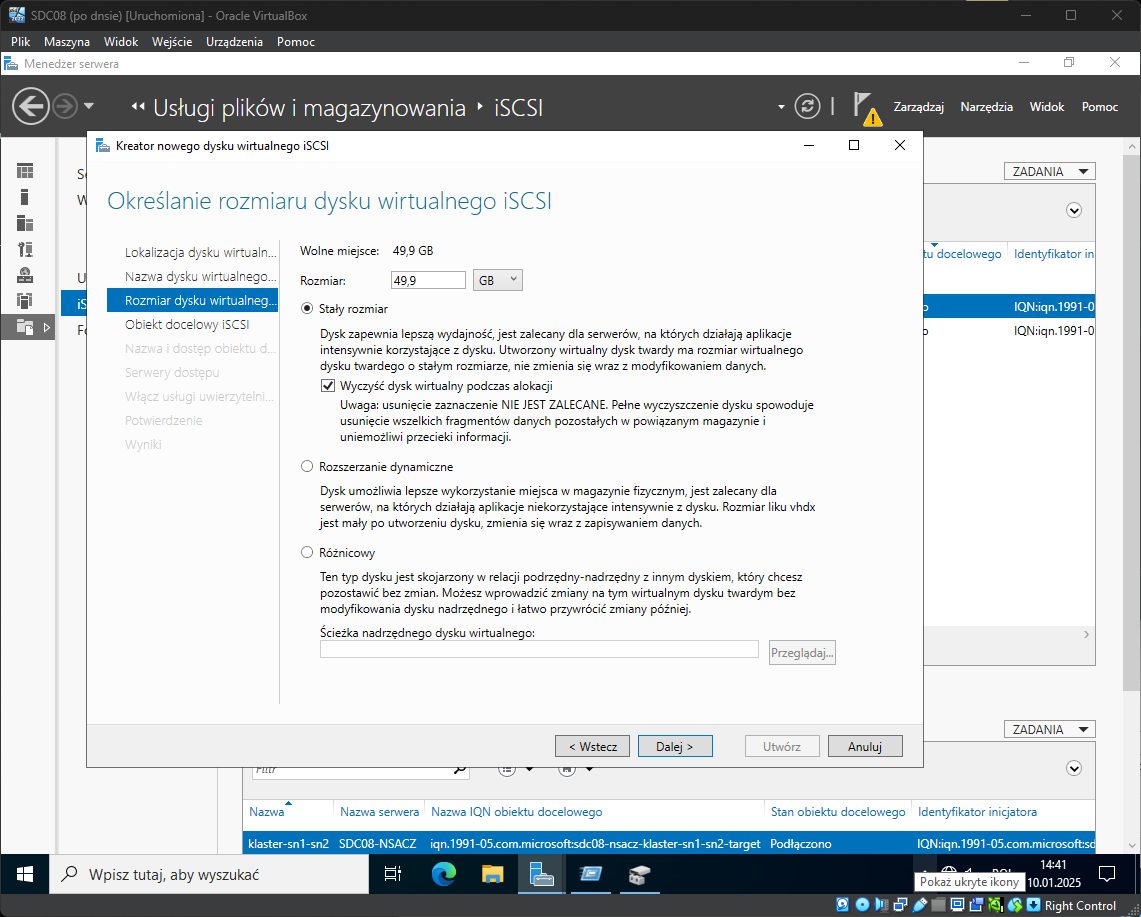 SDC08 (po dnsie) [Uruchomiona] - Oracle VirtualBox
Plik Maszyna Widok Wejście Urządzenia Pomoc
Menedżer serwera
Usługi plików i magazynowania iSCSI
Zarządzaj Narzędzia Widok Pomoc
Kreator nowego dysku wirtualnego iSCSI
ZADANIA
Określanie rozmiaru dysku wirtualnego iSCSI
tu docelowego Identyfikator in
Lokalizacja dysku wirtualn...
Nazwa dysku wirtualnego...
Rozmiar dysku wirtualneg...
Obiekt docelowy iSCSI
Nazwa i dostęp obiektu d...
Serwery dostępu
Włącz usługi uwierzytelni...
Potwierdzenie
Wyniki
Wolne miejsce: 49,9 GB
Rozmiar: 49,9 GB
Stały rozmiar
Dysk zapewnia lepszą wydajność, jest zalecany dla serwerów, na których działają aplikacje
intensywnie korzystające z dysku. Utworzony wirtualny dysk twardy ma rozmiar wirtualnego
dysku twardego o stałym rozmiarze, nie zmienia się wraz z modyfikowaniem danych.
Wyczyść dysk wirtualny podczas alokacji
Uwaga: usunięcie zaznaczenie NIE JEST ZALECANE. Pełne wyczyszczenie dysku spowoduje
usunięcie wszelkich fragmentów danych pozostałych w powiązanym magazynie i
uniemożliwi przecieki informacji.
Rozszerzanie dynamiczne
Dysk umożliwia lepsze wykorzystanie miejsca w magazynie fizycznym, jest zalecany dla
serwerów, na których działają aplikacje niekorzystające intensywnie z dysku. Rozmiar liku vhdx
jest mały po utworzeniu dysku, zmienia się wraz z zapisywaniem danych.
Różnicowy
Ten typ dysku jest skojarzony w relacji podrzędny-nadrzędny z innym dyskiem, który chcesz
pozostawić bez zmian. Możesz wprowadzić zmiany na tym wirtualnym dysku twardym bez
modyfikowania dysku nadrzędnego i łatwo przywrócić zmiany później.
Ścieżka nadrzędnego dysku wirtualnego:
Przeglądaj...
< Wstecz Dalej > Utwórz Anuluj
o IQN:iqn.1991-0
o IQN:iqn.1991-0
ZADANIA
Filtr
Nazwa Nazwa serwera Nazwa IQN obiektu docelowego Stan obiektu docelowego Identyfikator inicjatora
klaster-sn1-sn2 SDC08-NSACZ iqn.1991-05.com.microsoft:sdc08-nsacz-klaster-sn1-sn2-target Podłączono IQN:iqn.1991-05.com.microsoft:sd
Wpisz tutaj, aby wyszukać
14:41
Pokaż ukryte ikony 10.01.2025
Right Control